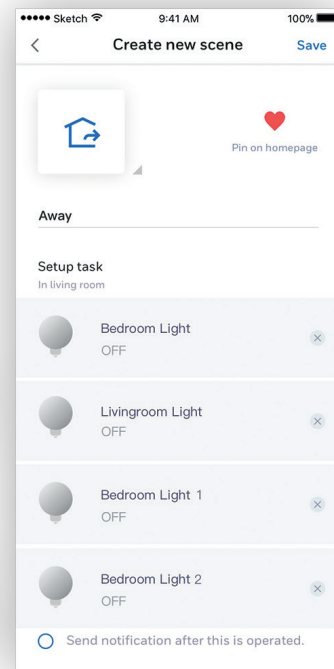 Sketch 9:41 AM 100%
Create new scene Save
Pin on homepage
Away
Setup task
In living room
Bedroom Light
OFF
Livingroom Light
OFF
Bedroom Light 1
OFF
Bedroom Light 2
OFF
Send notification after this is operated.